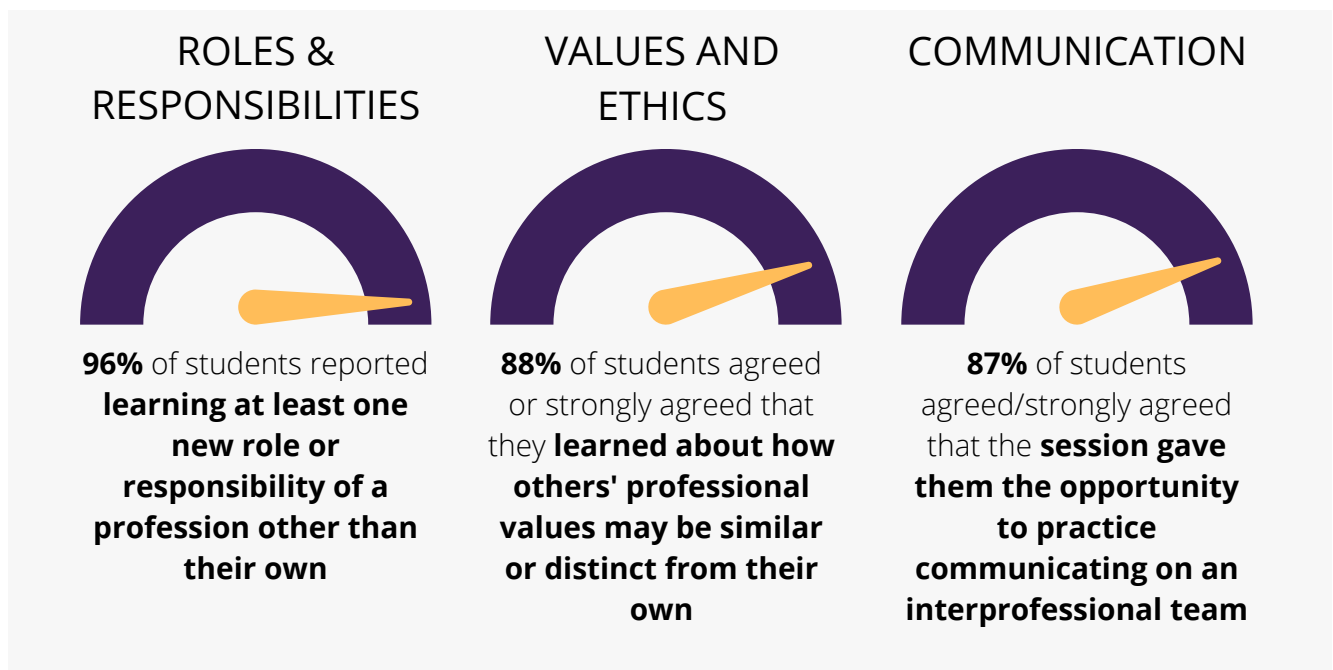 ROLES &
RESPONSIBILITIES
96% of students reported
learning at least one
new role or
responsibility of a
profession other than
their own
VALUES AND
ETHICS
88% of students agreed
or strongly agreed that
they learned about how
others' professional
values may be similar
or distinct from their
own
COMMUNICATION
87% of students
agreed/strongly agreed
that the session gave
them the opportunity
to practice
communicating on an
interprofessional team